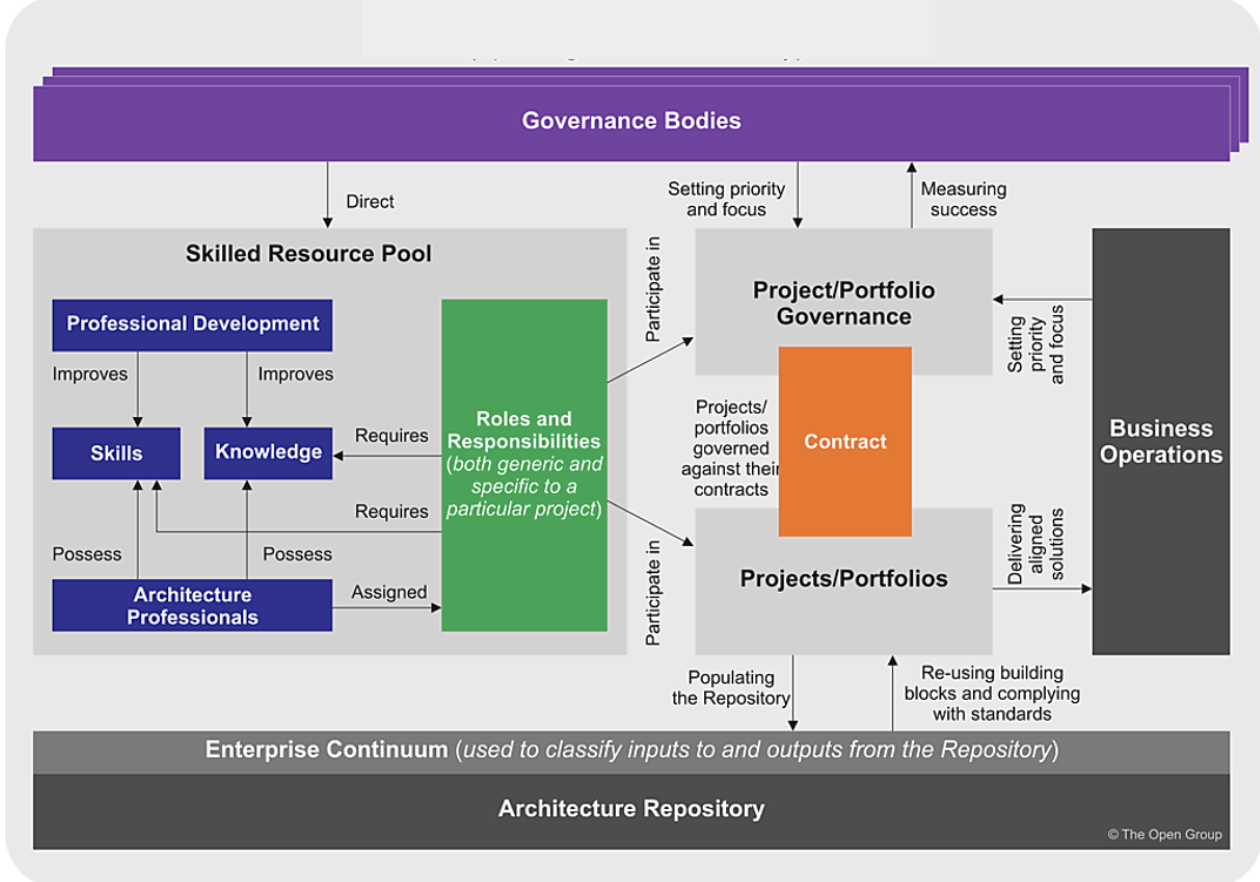 Governance Bodies
Direct
Setting priority
and focus
Measuring
success
Skilled Resource Pool
Professional Development
Improves
Improves
Skills
Knowledge
Requires
Requires
Possess
Possess
Architecture
Professionals
Assigned
Roles and
Responsibilities
(both generic and
specific to a
particular project)
Participate in
Participate in
Project/Portfolio
Governance
Projects/
portfolios
governed
against their
contracts
Contract
Projects/Portfolios
Setting
priority
and focus
Delivering
aligned
solutions
Business
Operations
Populating
the Repository
Re-using building
blocks and complying
with standards
Enterprise Continuum (used to classify inputs to and outputs from the Repository)
Architecture Repository
© The Open Group